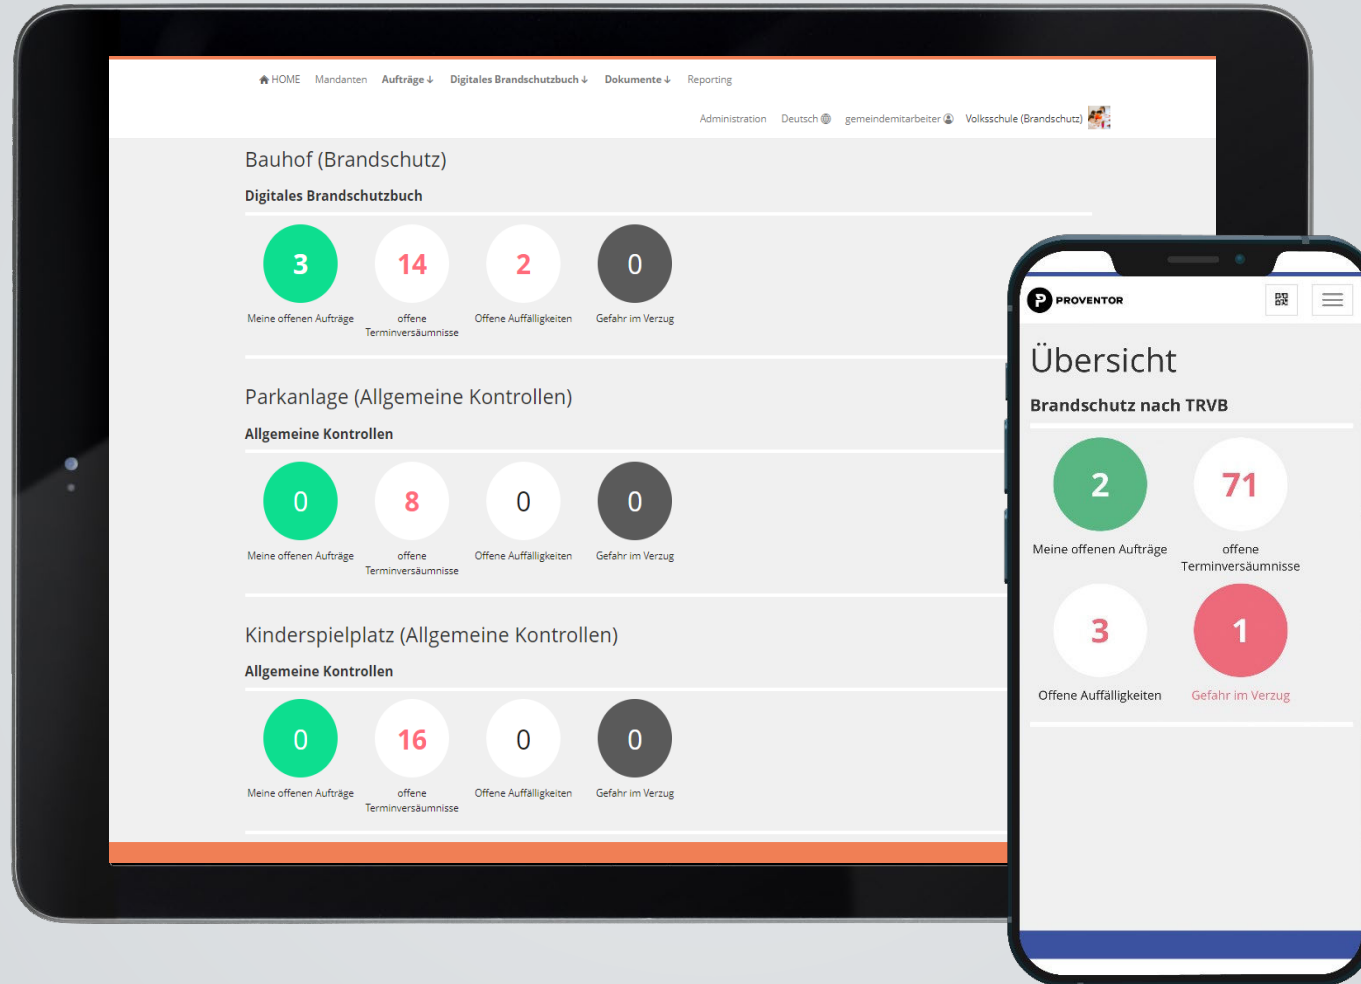 HOME Mandanten Aufträge ↓ Digitales Brandschutzbuch ↓ Dokumente ↓ Reporting
Administration Deutsch gemeindemitarbeiter Volksschule (Brandschutz)
Bauhof (Brandschutz)
Digitales Brandschutzbuch
3 14 2 0
Meine offenen Aufträge offene Offene Auffälligkeiten Gefahr im Verzug
Terminversäumnisse
Parkanlage (Allgemeine Kontrollen)
Allgemeine Kontrollen
0 8 0 0
Meine offenen Aufträge offene Offene Auffälligkeiten Gefahr im Verzug
Terminversäumnisse
Kinderspielplatz (Allgemeine Kontrollen)
Allgemeine Kontrollen
0 16 0 0
Meine offenen Aufträge offene Offene Auffälligkeiten Gefahr im Verzug
Terminversäumnisse
P PROVENTOR
Übersicht
Brandschutz nach TRVB
2 71
Meine offenen Aufträge offene
Terminversäumnisse
3 1
Offene Auffälligkeiten Gefahr im Verzug